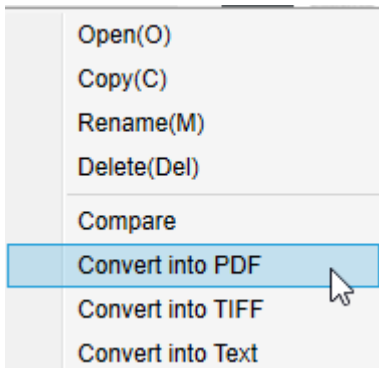 Open(O)
Copy(C)
Rename(M)
Delete(Del)
Compare
Convert into PDF
Convert into TIFF
Convert into Text